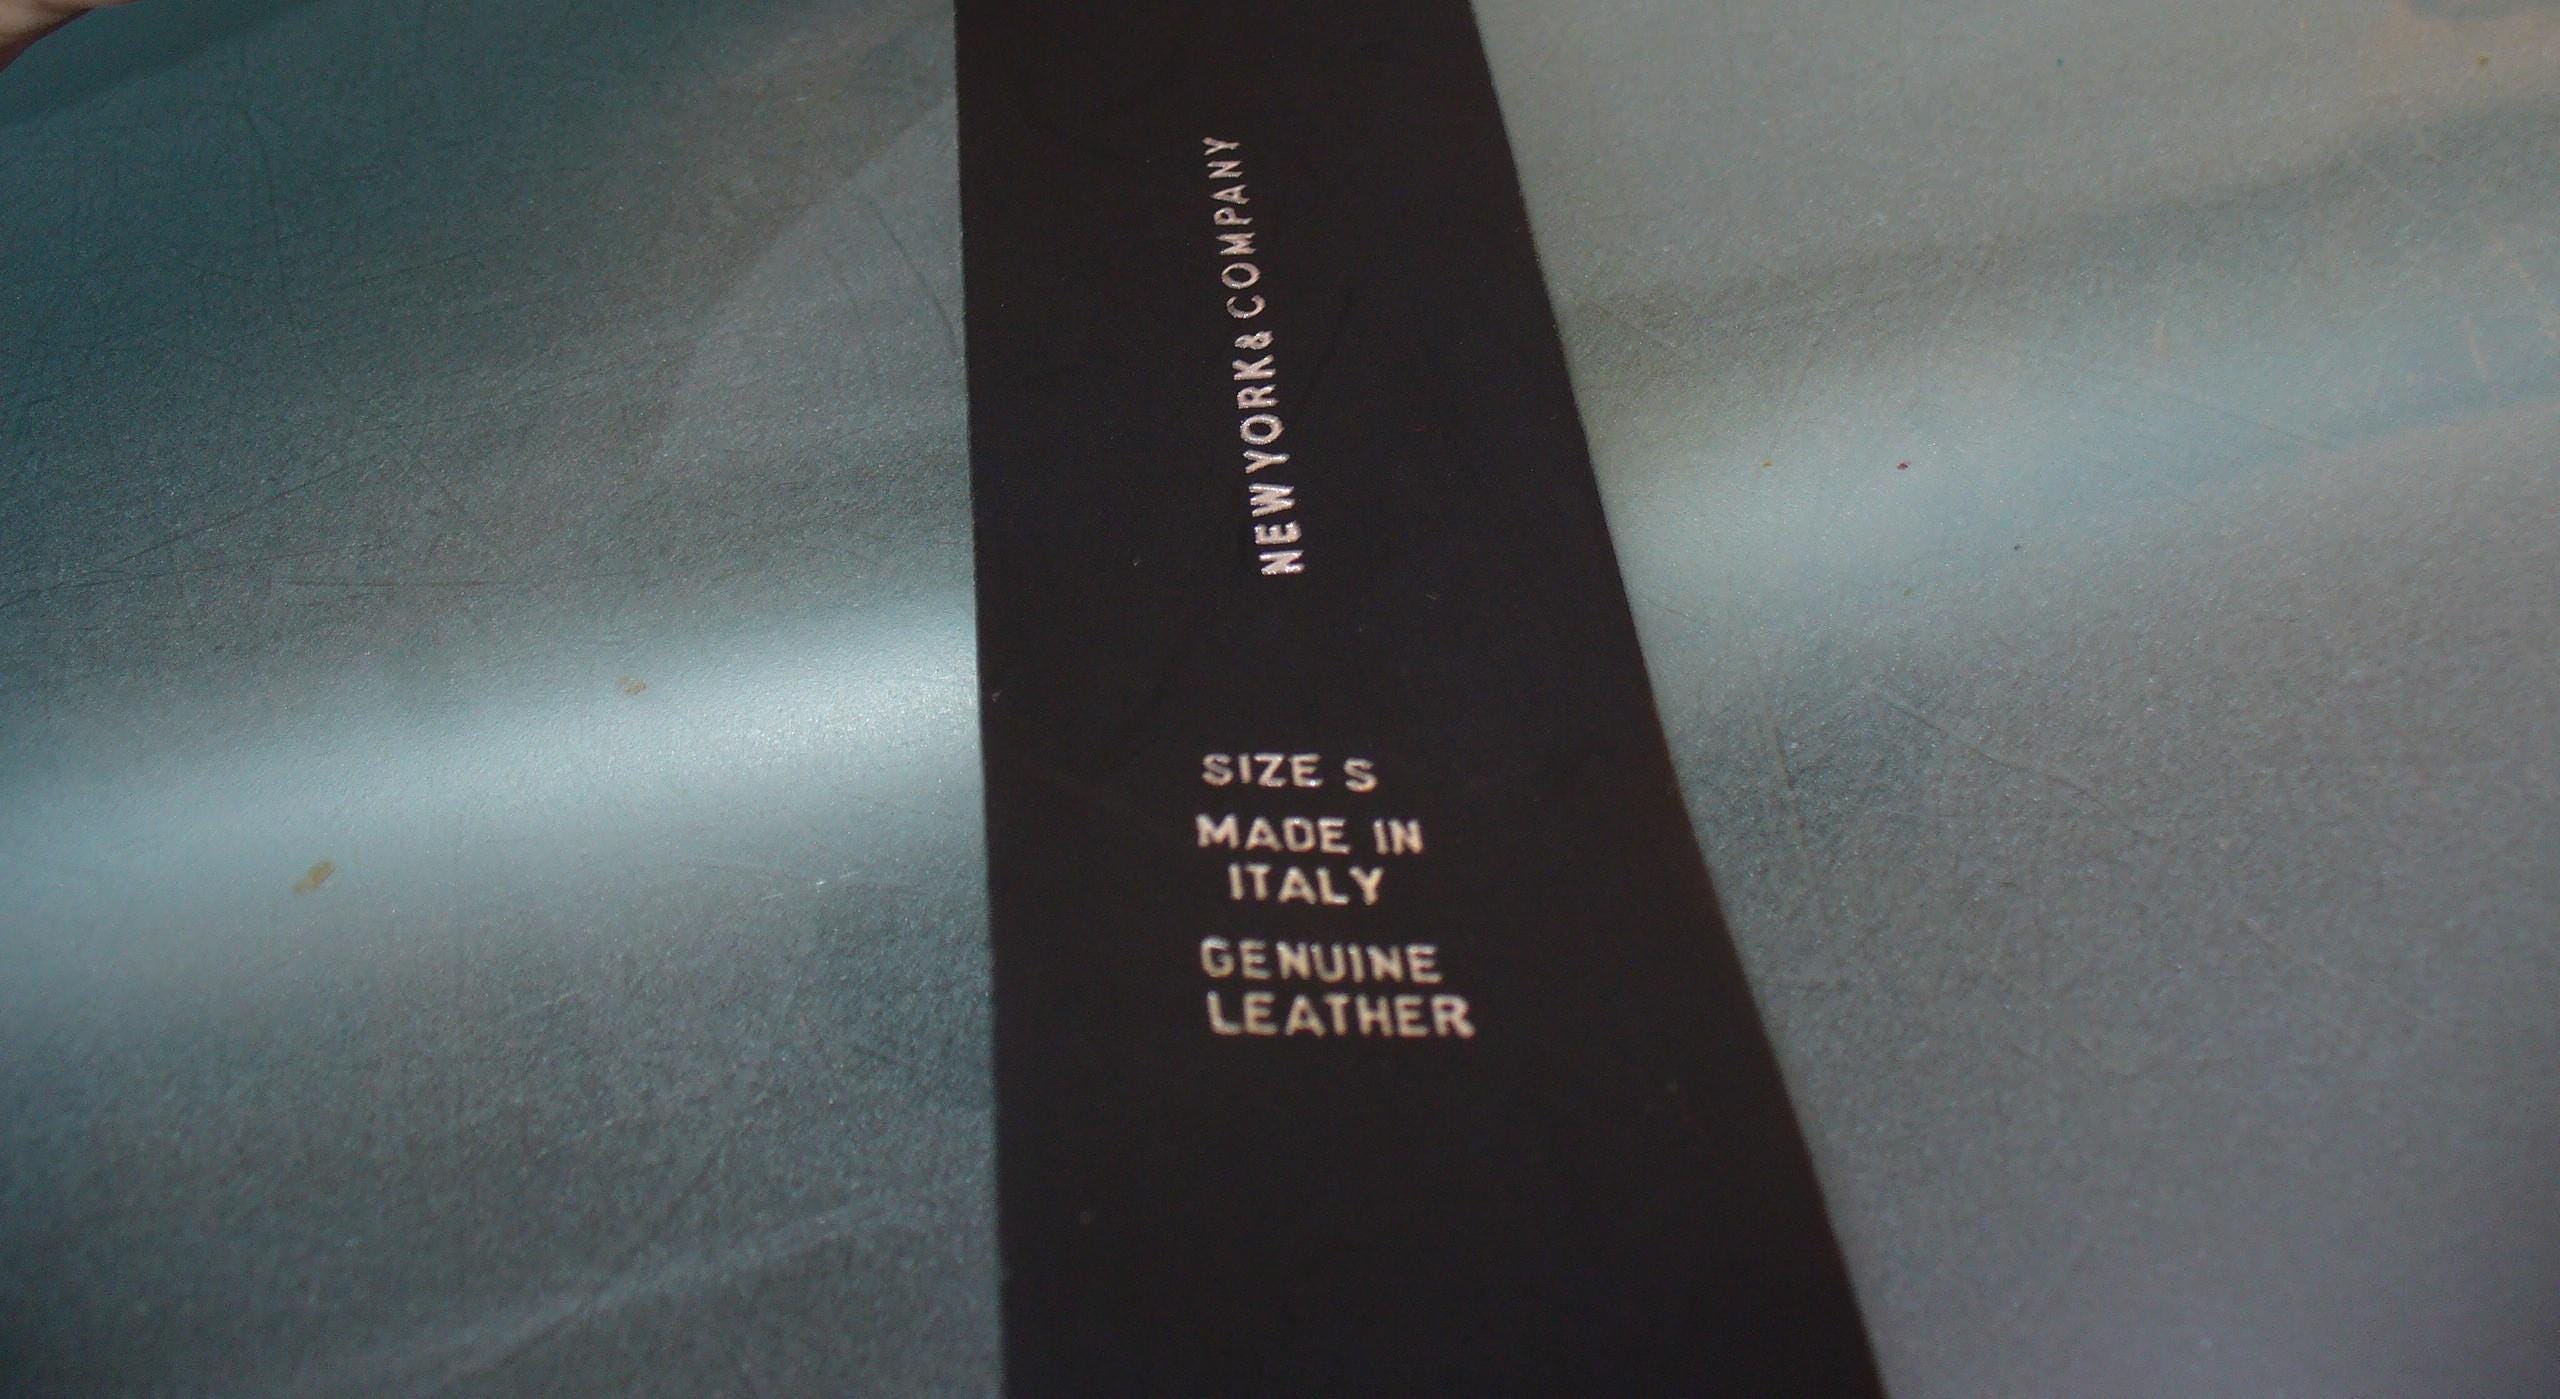 NEW YORK & COMPANY
SIZE S
MADE IN
ITALY
GENUINE
LEATHER